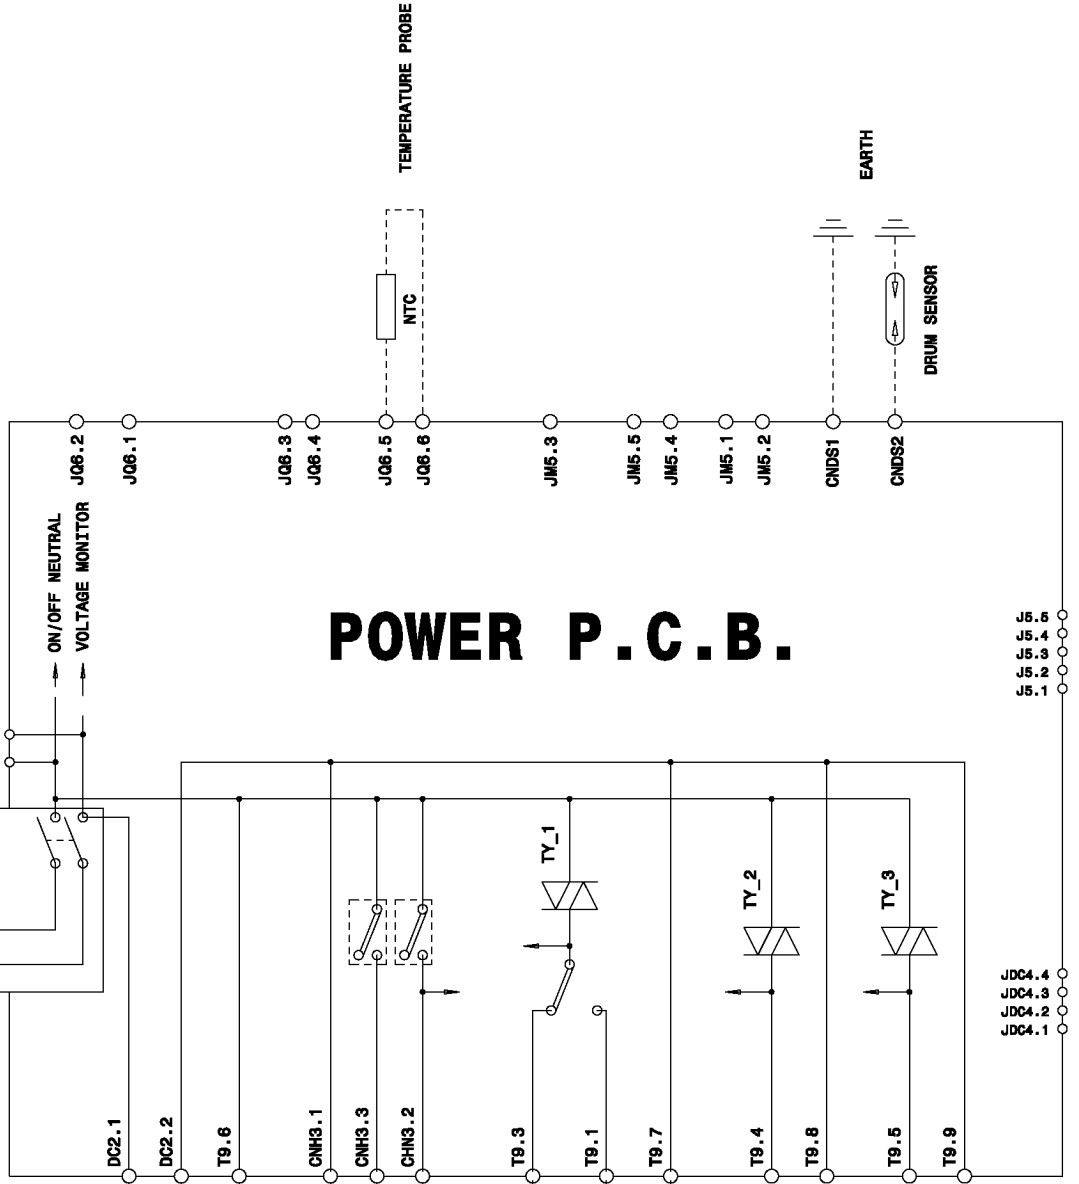 TEMPERATURE PROBE
EARTH
NTC
DRUM SENSOR
JQ6.2
JQ6.1
JQ6.3
JQ6.4
JQ6.5
JQ6.6
JM5.3
JM5.5
JM5.4
JM5.1
JM5.2
CNDS1
CNDS2
ON/OFF NEUTRAL
VOLTAGE MONITOR
POWER P.C.B.
J5.5
J5.4
J5.3
J5.2
J5.1
TY_1
TY_2
TY_3
JDC4.4
JDC4.3
JDC4.2
JDC4.1
DC2.1
DC2.2
T9.6
CNH3.1
CNH3.3
CHN3.2
T9.3
T9.1
T9.7
T9.4
T9.8
T9.5
T9.9